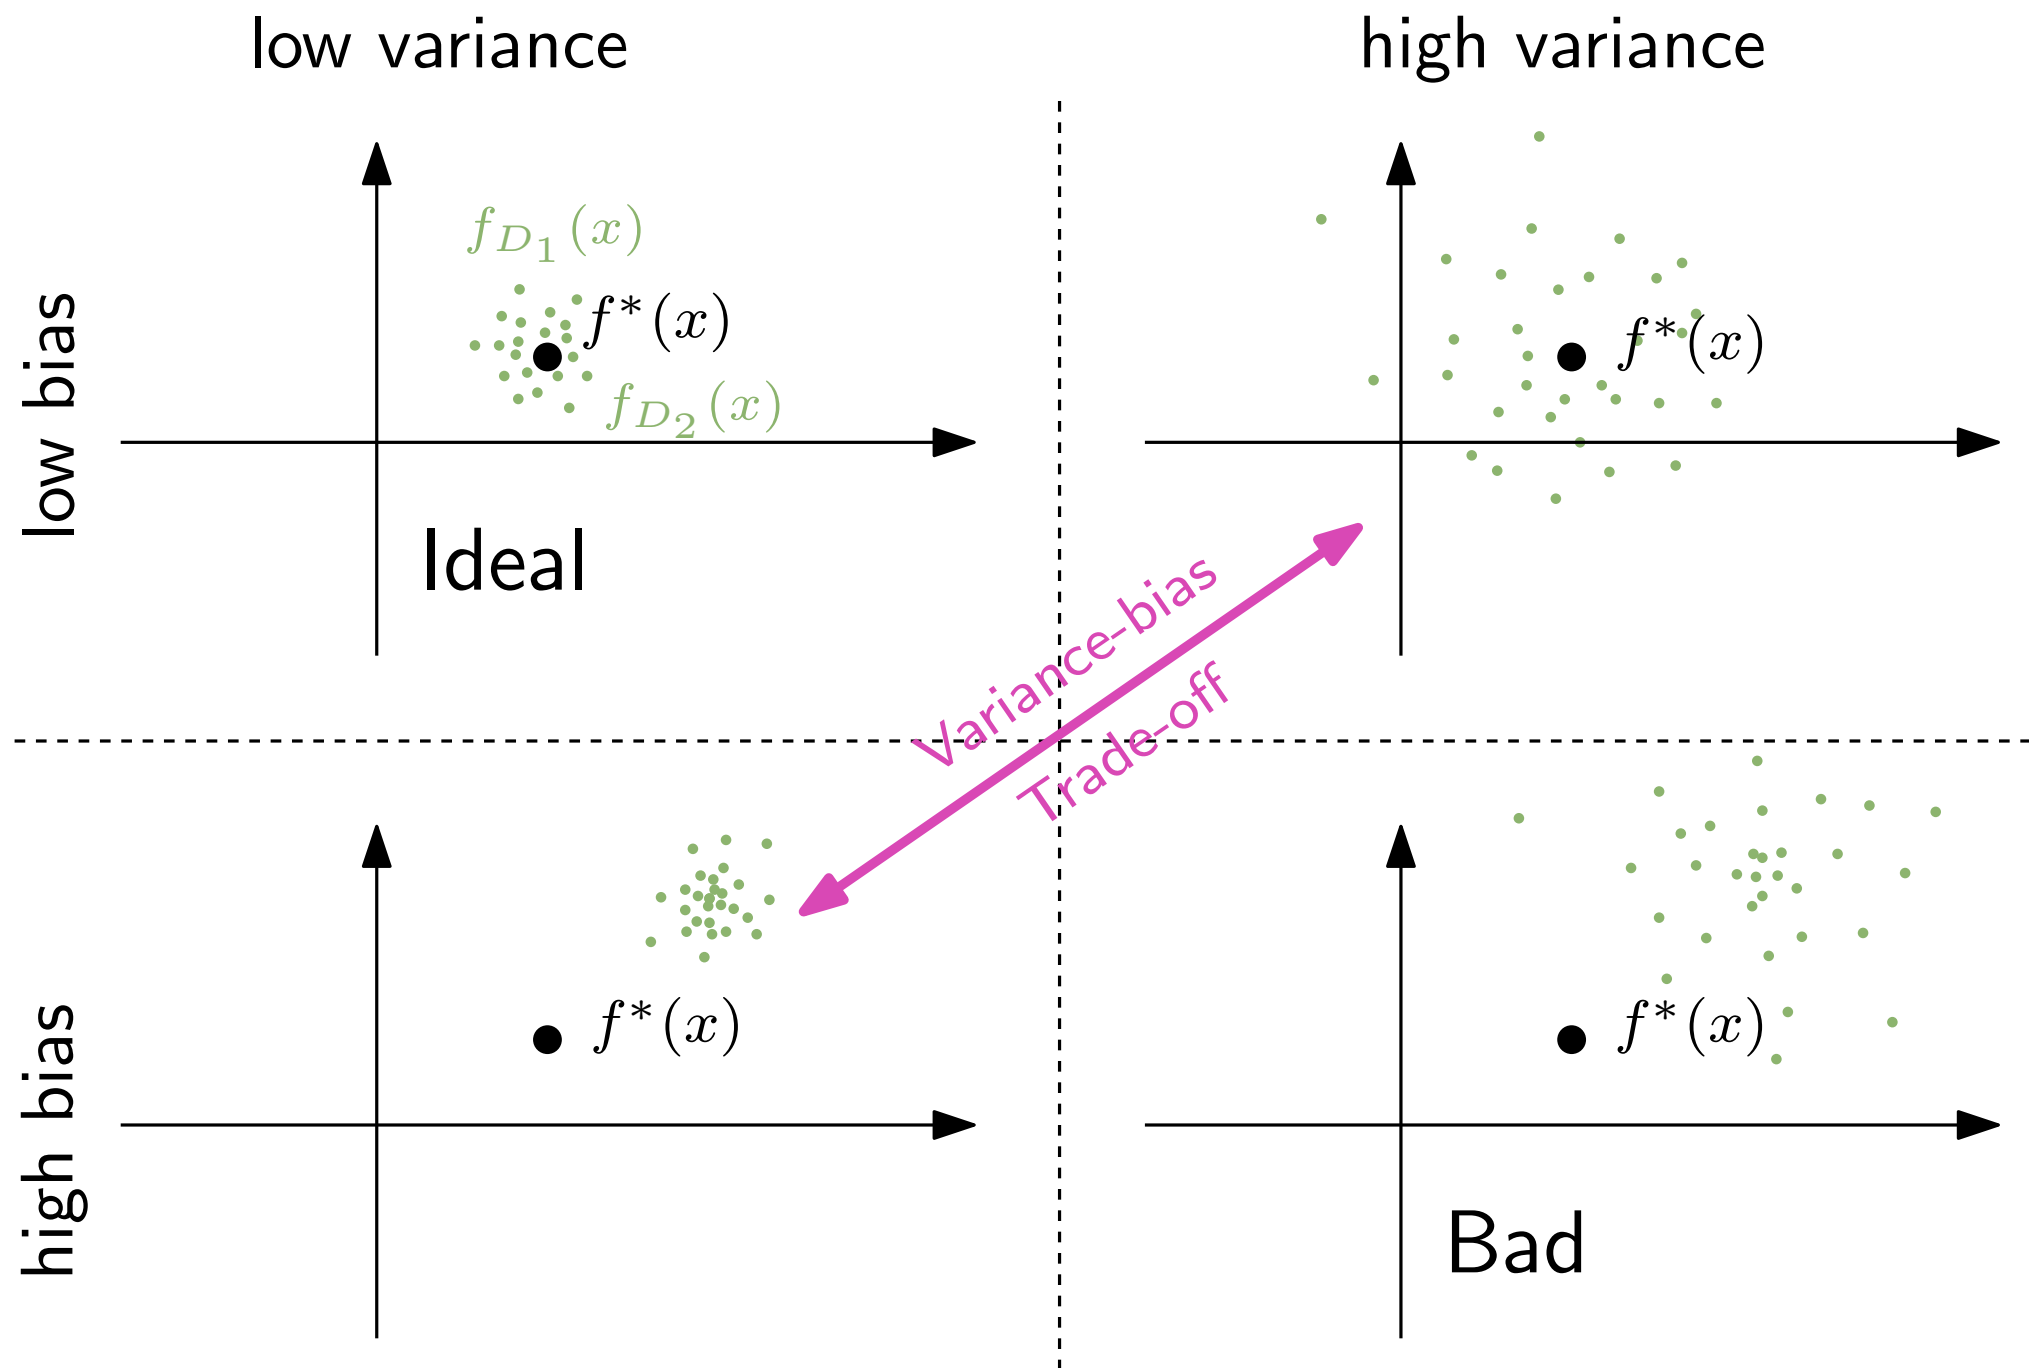 low variance
high variance
low bias
f_{D_1}(x)
f*(x)
f_{D_2}(x)
f*(x)
Ideal
Variance-bias
Trade-off
high bias
f*(x)
f*(x)
Bad